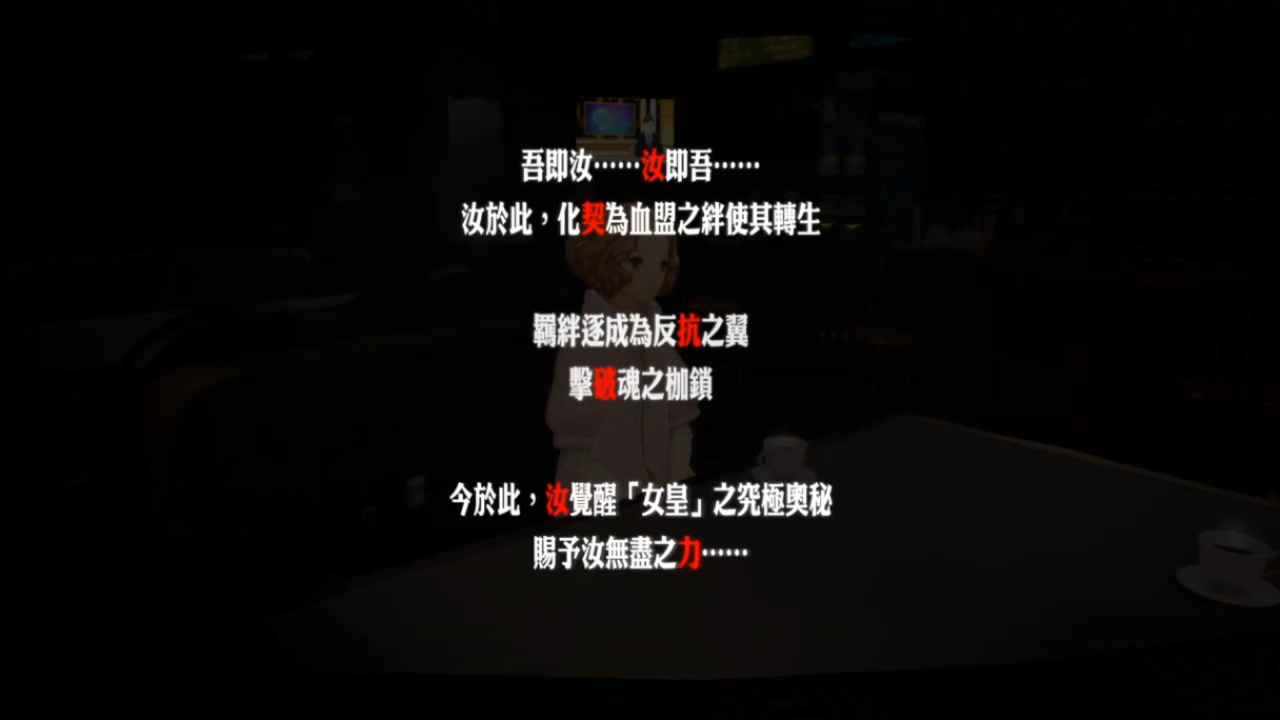 吾即汝……汝即吾……
汝於此，化契為血盟之絆使其轉生
羈絆逐成為反抗之翼
擊破魂之枷鎖
今於此，汝覺醒「女皇」之究極奧秘
賜予汝無盡之力……